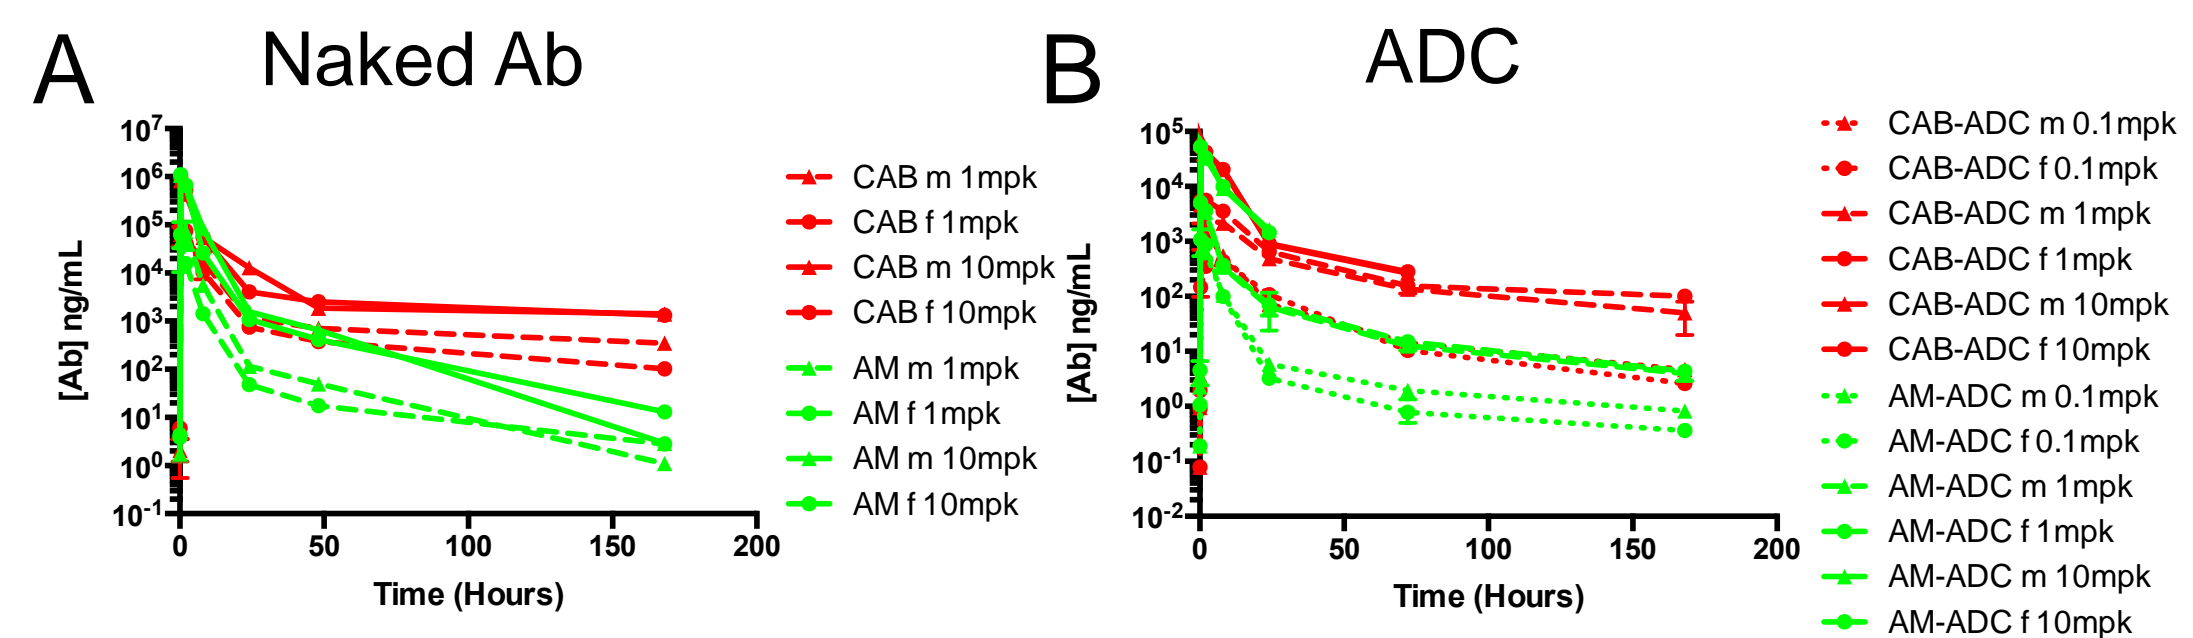 A
Naked Ab
[Ab] ng/mL
10^7
10^6
10^5
10^4
10^3
10^2
10^1
10^0
10^-1
0 50 100 150 200
Time (Hours)
CAB m 1mpk
CAB f 1mpk
CAB m 10mpk
CAB f 10mpk
AM m 1mpk
AM f 1mpk
AM m 10mpk
AM f 10mpk
B
ADC
[Ab] ng/mL
10^5
10^4
10^3
10^2
10^1
10^0
10^-1
10^-2
0 50 100 150 200
Time (Hours)
CAB-ADC m 0.1mpk
CAB-ADC f 0.1mpk
CAB-ADC m 1mpk
CAB-ADC f 1mpk
CAB-ADC m 10mpk
CAB-ADC f 10mpk
AM-ADC m 0.1mpk
AM-ADC f 0.1mpk
AM-ADC m 1mpk
AM-ADC f 1mpk
AM-ADC m 10mpk
AM-ADC f 10mpk